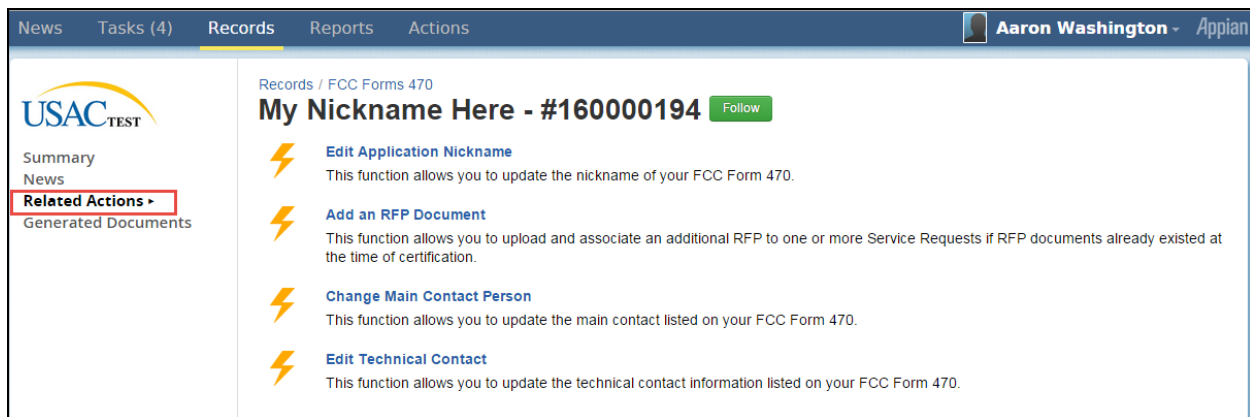 News Tasks (4) Records Reports Actions Aaron Washington Appian
USAC TEST
Summary
News
Related Actions
Generated Documents
Records / FCC Forms 470
My Nickname Here - #160000194 Follow
Edit Application Nickname
This function allows you to update the nickname of your FCC Form 470.
Add an RFP Document
This function allows you to upload and associate an additional RFP to one or more Service Requests if RFP documents already existed at
the time of certification.
Change Main Contact Person
This function allows you to update the main contact listed on your FCC Form 470.
Edit Technical Contact
This function allows you to update the technical contact information listed on your FCC Form 470.